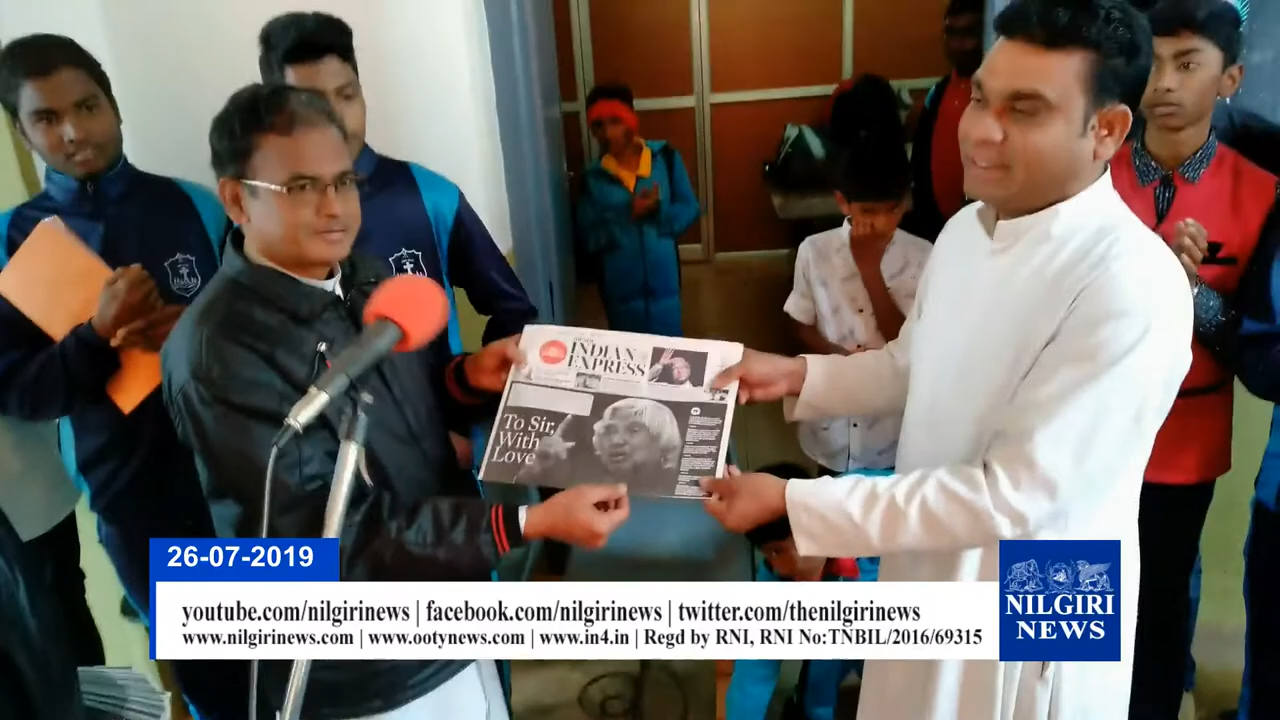 INDIAN
EXPRESS
To Sir,
With
Love
26-07-2019
youtube.com/nilgirinews | facebook.com/nilgirinews | twitter.com/thenilgirinews
www.nilgirinews.com | www.ootynews.com | www.in4.in | Regd by RNI, RNI No:TNBIL/2016/69315
NILGIRI
NEWS